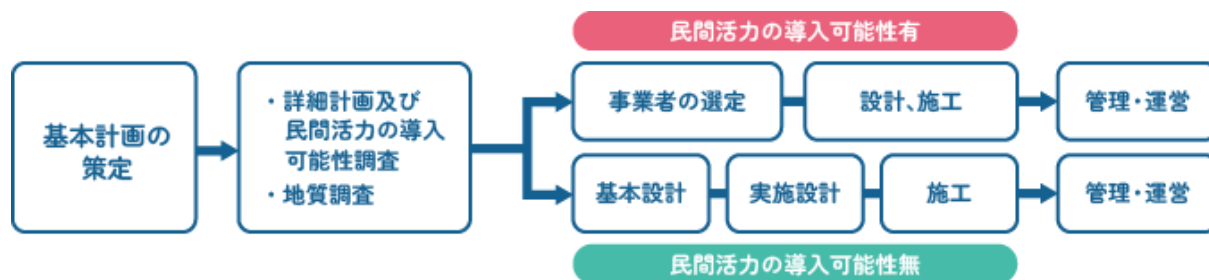 民間活力の導入可能性有
基本計画の
策定
・詳細計画及び
民間活力の導入
可能性調査
・地質調査
事業者の選定
設計、施工
管理・運営
基本設計
実施設計
施工
管理・運営
民間活力の導入可能性無